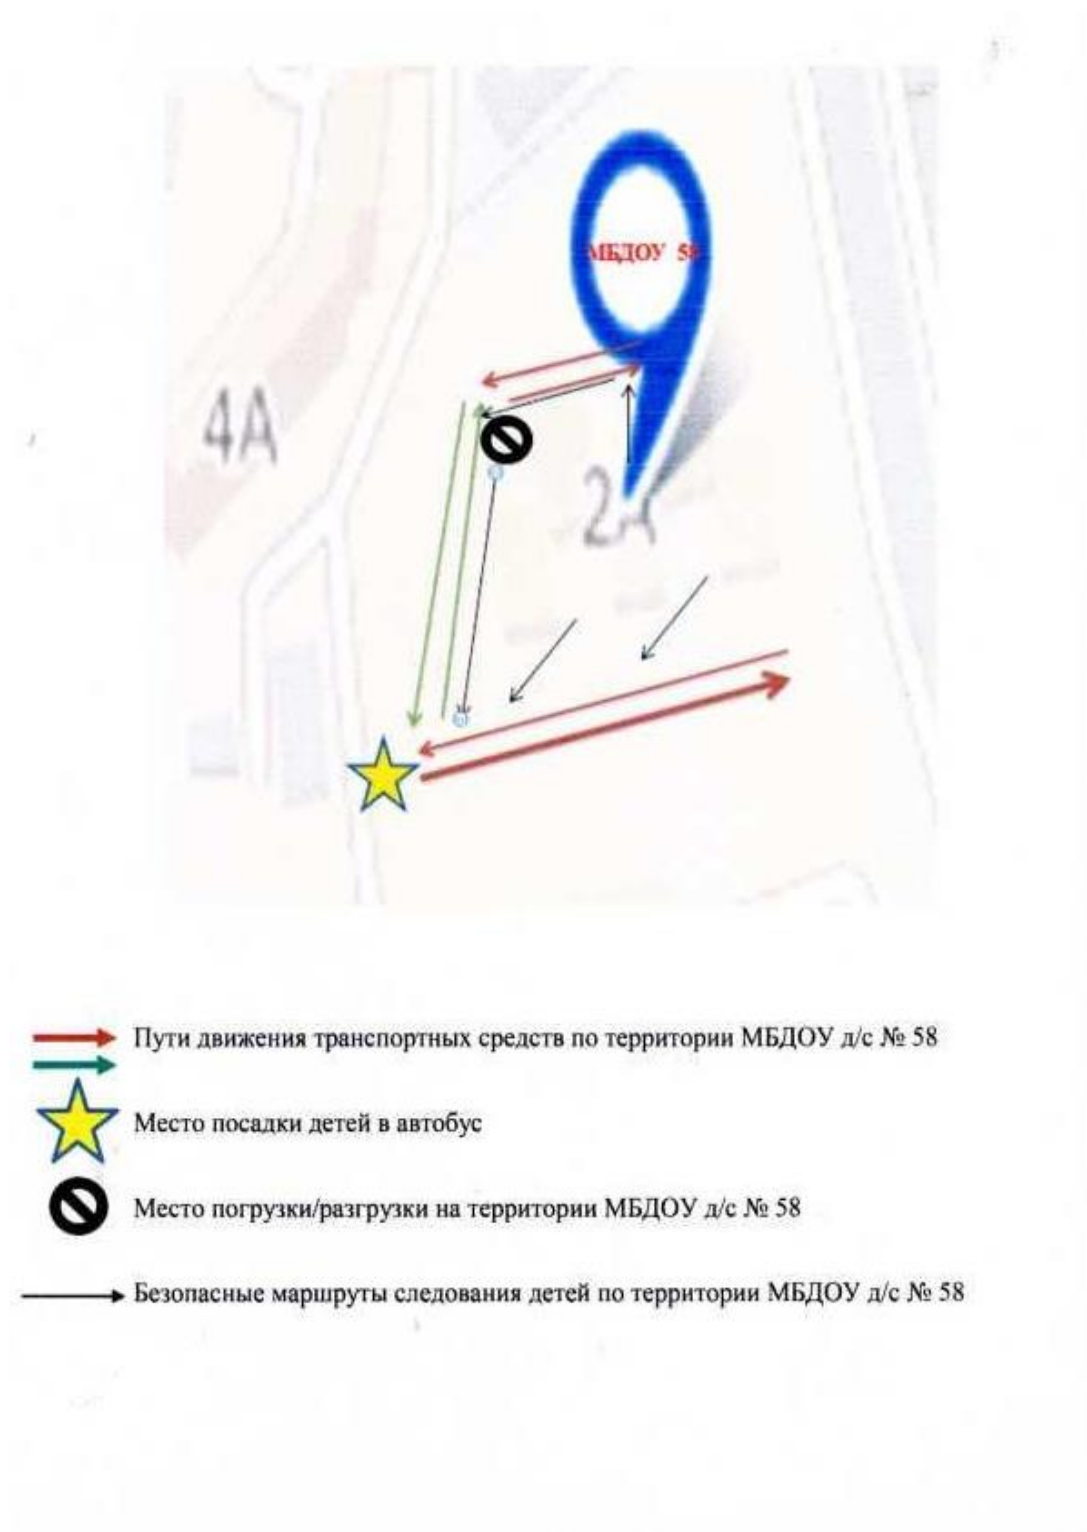 МБДОУ 58
4А
2А
Пути движения транспортных средств по территории МБДОУ д/с № 58
Место посадки детей в автобус
Место погрузки/разгрузки на территории МБДОУ д/с № 58
Безопасные маршруты следования детей по территории МБДОУ д/с № 58